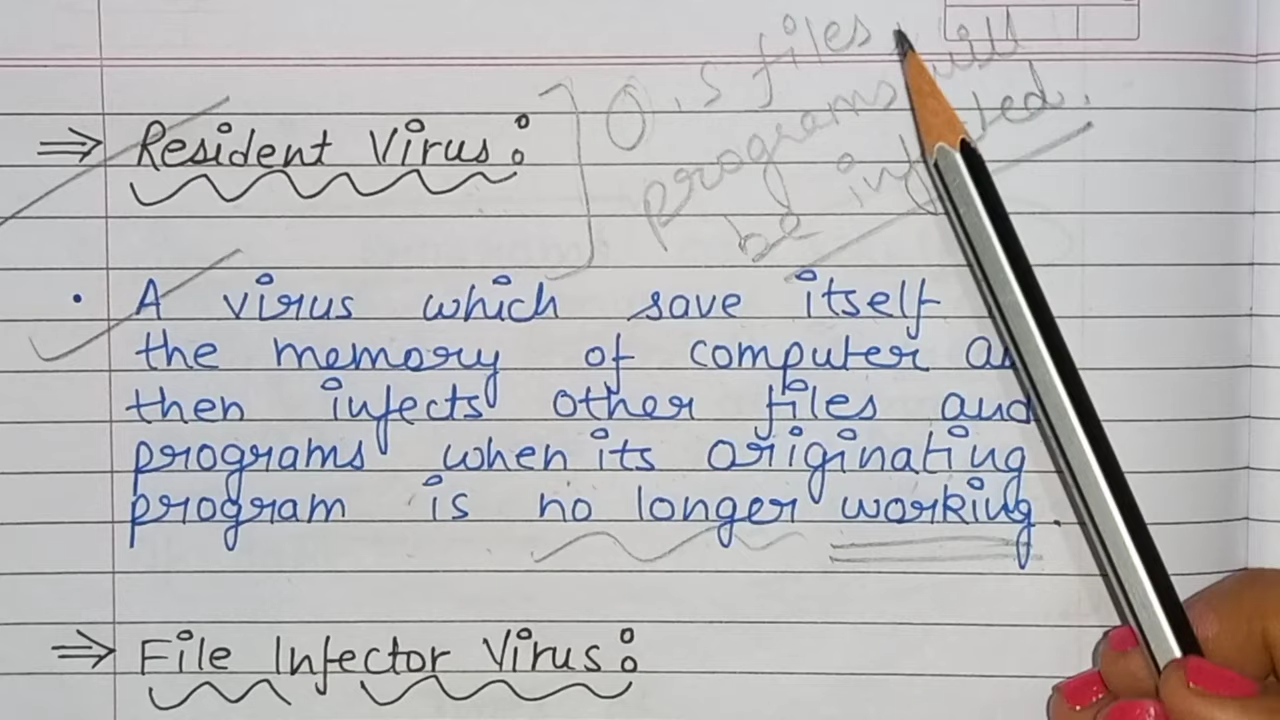 O.S files
programs will
be
⇒ Resident Virus:
• A virus which save itself
the memory of computer
then infects other files and
programs when its originating
program is no longer working.
⇒ File Infector Virus: